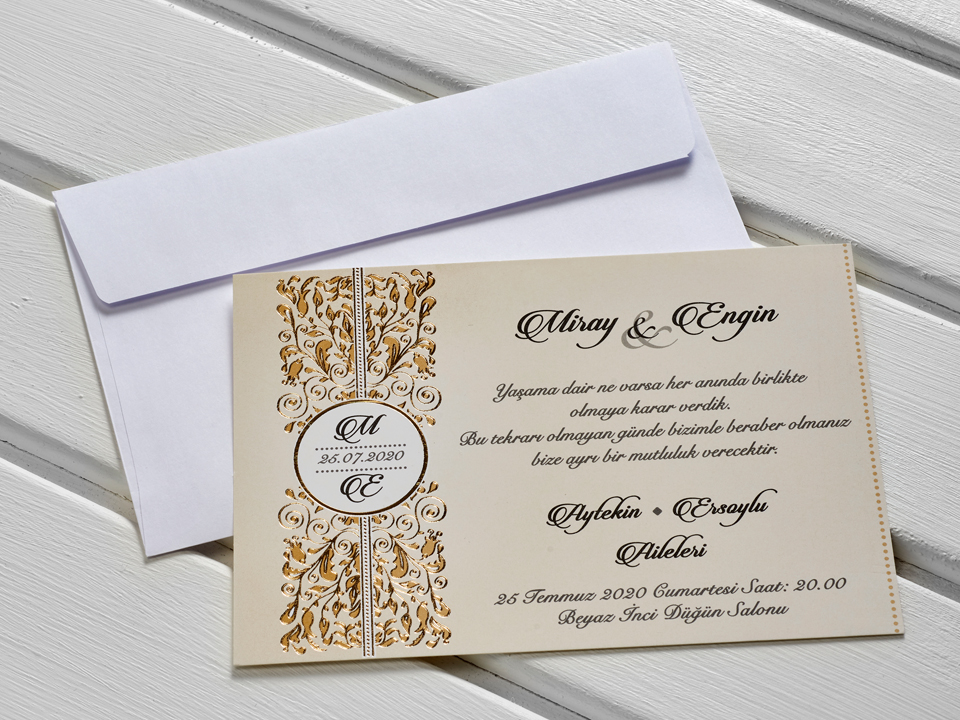 M
25.07.2020
E
Miray & Engin
Yaşama dair ne varsa her anında birlikte
olmaya karar verdik.
Bu tekrarı olmayan günde bizimle beraber olmanız
bize ayrı bir mutluluk verecektir.
Aytekin • Ersoylu
Aileleri
25 Temmuz 2020 Cumartesi Saat: 20.00
Beyaz İnci Düğün Salonu